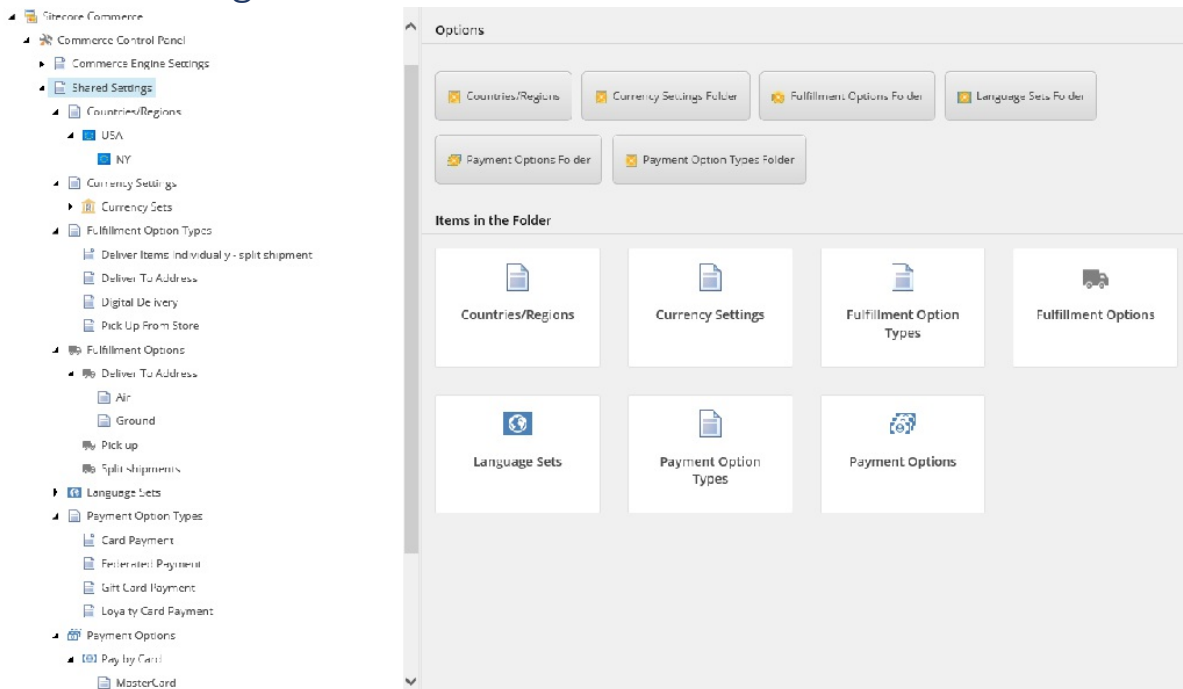 Sitecore Commerce
Commerce Control Panel
Commerce Engine Settings
Shared Settings
Countries/Regions
USA
NY
Currency Settings
Currency Sets
Fulfillment Option Types
Deliver Items Individually - split shipment
Deliver To Address
Digital Delivery
Pick Up From Store
Fulfillment Options
Deliver To Address
Air
Ground
Pick up
Split shipments
Language Sets
Payment Option Types
Card Payment
Federated Payment
Gift Card Payment
Loyalty Card Payment
Payment Options
Pay by Card
MasterCard
Options
Countries/Regions
Currency Settings Folder
Fulfillment Options Folder
Language Sets Folder
Payment Options Folder
Payment Option Types Folder
Items in the Folder
Countries/Regions
Currency Settings
Fulfillment Option
Types
Fulfillment Options
Language Sets
Payment Option
Types
Payment Options